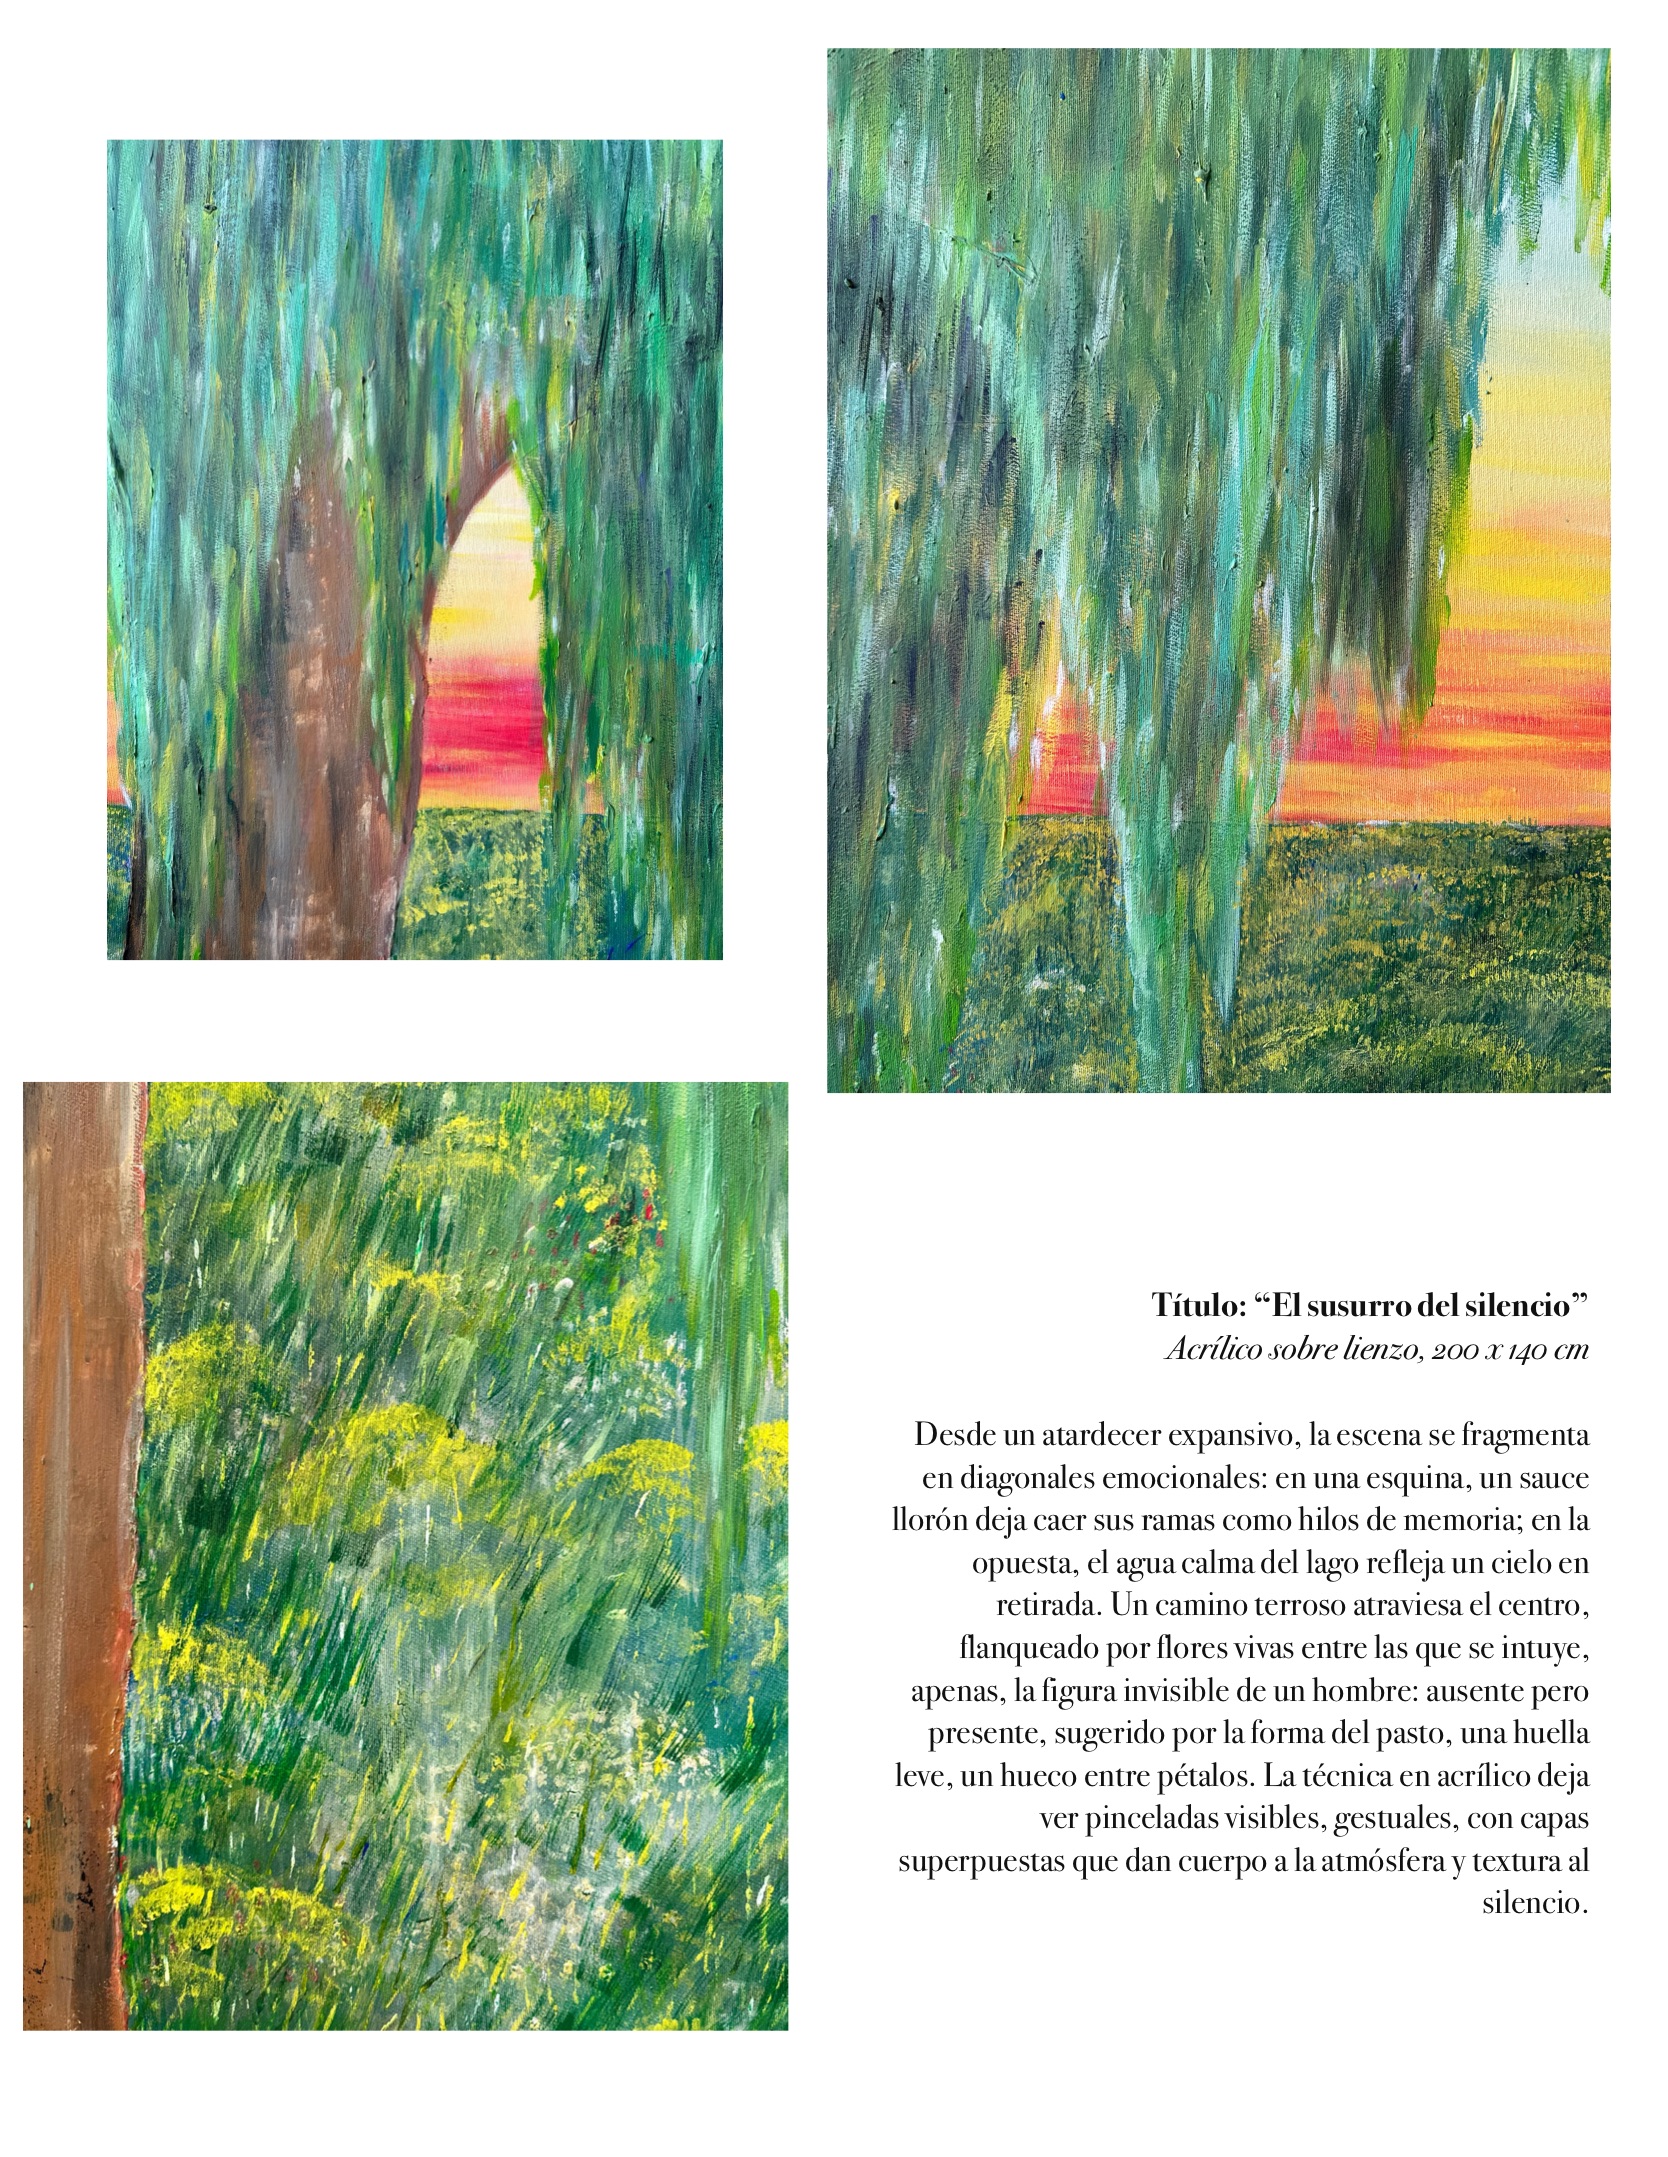 Título: “El susurro del silencio”
Acrílico sobre lienzo, 200 x 140 cm
Desde un atardecer expansivo, la escena se fragmenta
en diagonales emocionales: en una esquina, un sauce
llorón deja caer sus ramas como hilos de memoria; en la
opuesta, el agua calma del lago refleja un cielo en
retirada. Un camino terroso atraviesa el centro,
flanqueado por flores vivas entre las que se intuye,
apenas, la figura invisible de un hombre: ausente pero
presente, sugerido por la forma del pasto, una huella
leve, un hueco entre pétalos. La técnica en acrílico deja
ver pinceladas visibles, gestuales, con capas
superpuestas que dan cuerpo a la atmósfera y textura al
silencio.